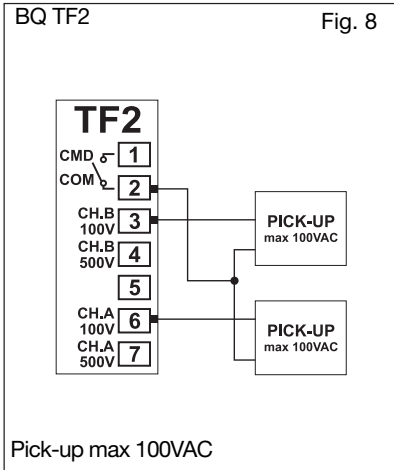 BQ TF2
Fig. 8
TF2
CMD 1
COM 2
CH.B
100V 3
CH.B
500V 4
5
CH.A
100V 6
CH.A
500V 7
PICK-UP
max 100VAC
PICK-UP
max 100VAC
Pick-up max 100VAC